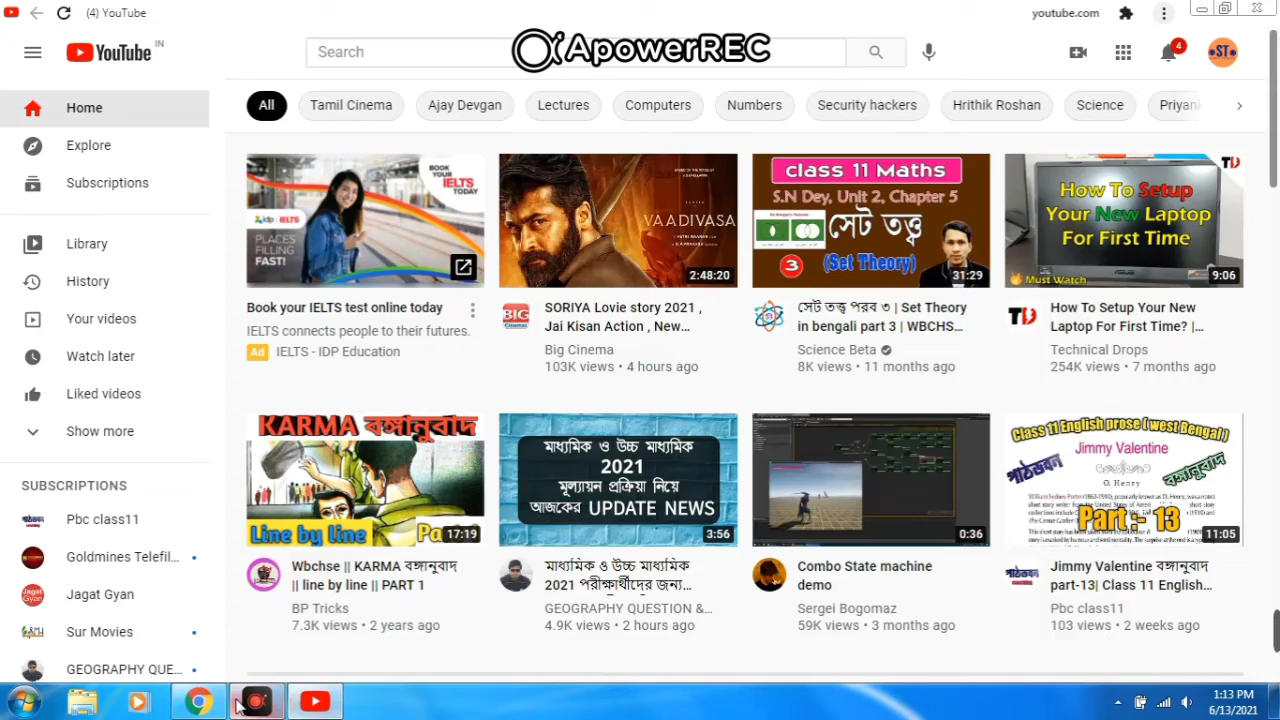 (4) YouTube
youtube.com
YouTube IN
Search
ApowerREC
4
ST
All
Tamil Cinema
Ajay Devgan
Lectures
Computers
Numbers
Security hackers
Hrithik Roshan
Science
Home
Explore
Subscriptions
Library
History
Your videos
Watch later
Liked videos
Show more
SUBSCRIPTIONS
Pbc class11
Goldmines Telefil...
Jagat Gyan
Sur Movies
GEOGRAPHY QUE...
BOOK YOUR IELTS TODAY
idp IELTS
PLACES FILLING FAST!
Book your IELTS test online today
IELTS connects people to their futures.
Ad IELTS - IDP Education
VAADIVASA
2:48:20
SORIYA Lovie story 2021 ,
Jai Kisan Action , New...
Big Cinema
103K views • 4 hours ago
class 11 Maths
S.N Dey, Unit 2, Chapter 5
সেট তত্ত্ব
3
(Set Theory)
31:29
সেট তত্ত্ব পরব ৩ | Set Theory
in bengali part 3 | WBCHS...
Science Beta
8K views • 11 months ago
How To Setup
Your New Laptop
For First Time
Must Watch
9:06
How To Setup Your New
Laptop For First Time? |...
Technical Drops
254K views • 7 months ago
KARMA বঙ্গানুবাদ
Line by line
17:19
Wbchse || KARMA বঙ্গানুবাদ
|| line by line || PART 1
BP Tricks
7.3K views • 2 years ago
মাধ্যমিক ও উচ্চ মাধ্যমিক
2021
মূল্যায়ন প্রক্রিয়া নিয়ে
আজকের UPDATE NEWS
3:56
মাধ্যমিক ও উচ্চ মাধ্যমিক
2021 পরীক্ষার্থীদের জন্য...
GEOGRAPHY QUESTION &...
4.9K views • 2 hours ago
0:36
Combo State machine
demo
Sergei Bogomaz
59K views • 3 months ago
Class 11 English prose (west Bengal)
Jimmy Valentine
পাঠভবন
O. Henry
বঙ্গানুবাদ
Part :- 13
11:05
Jimmy Valentine বঙ্গানুবাদ
part-13| Class 11 English...
Pbc class11
103 views • 2 weeks ago
1:13 PM
6/13/2021